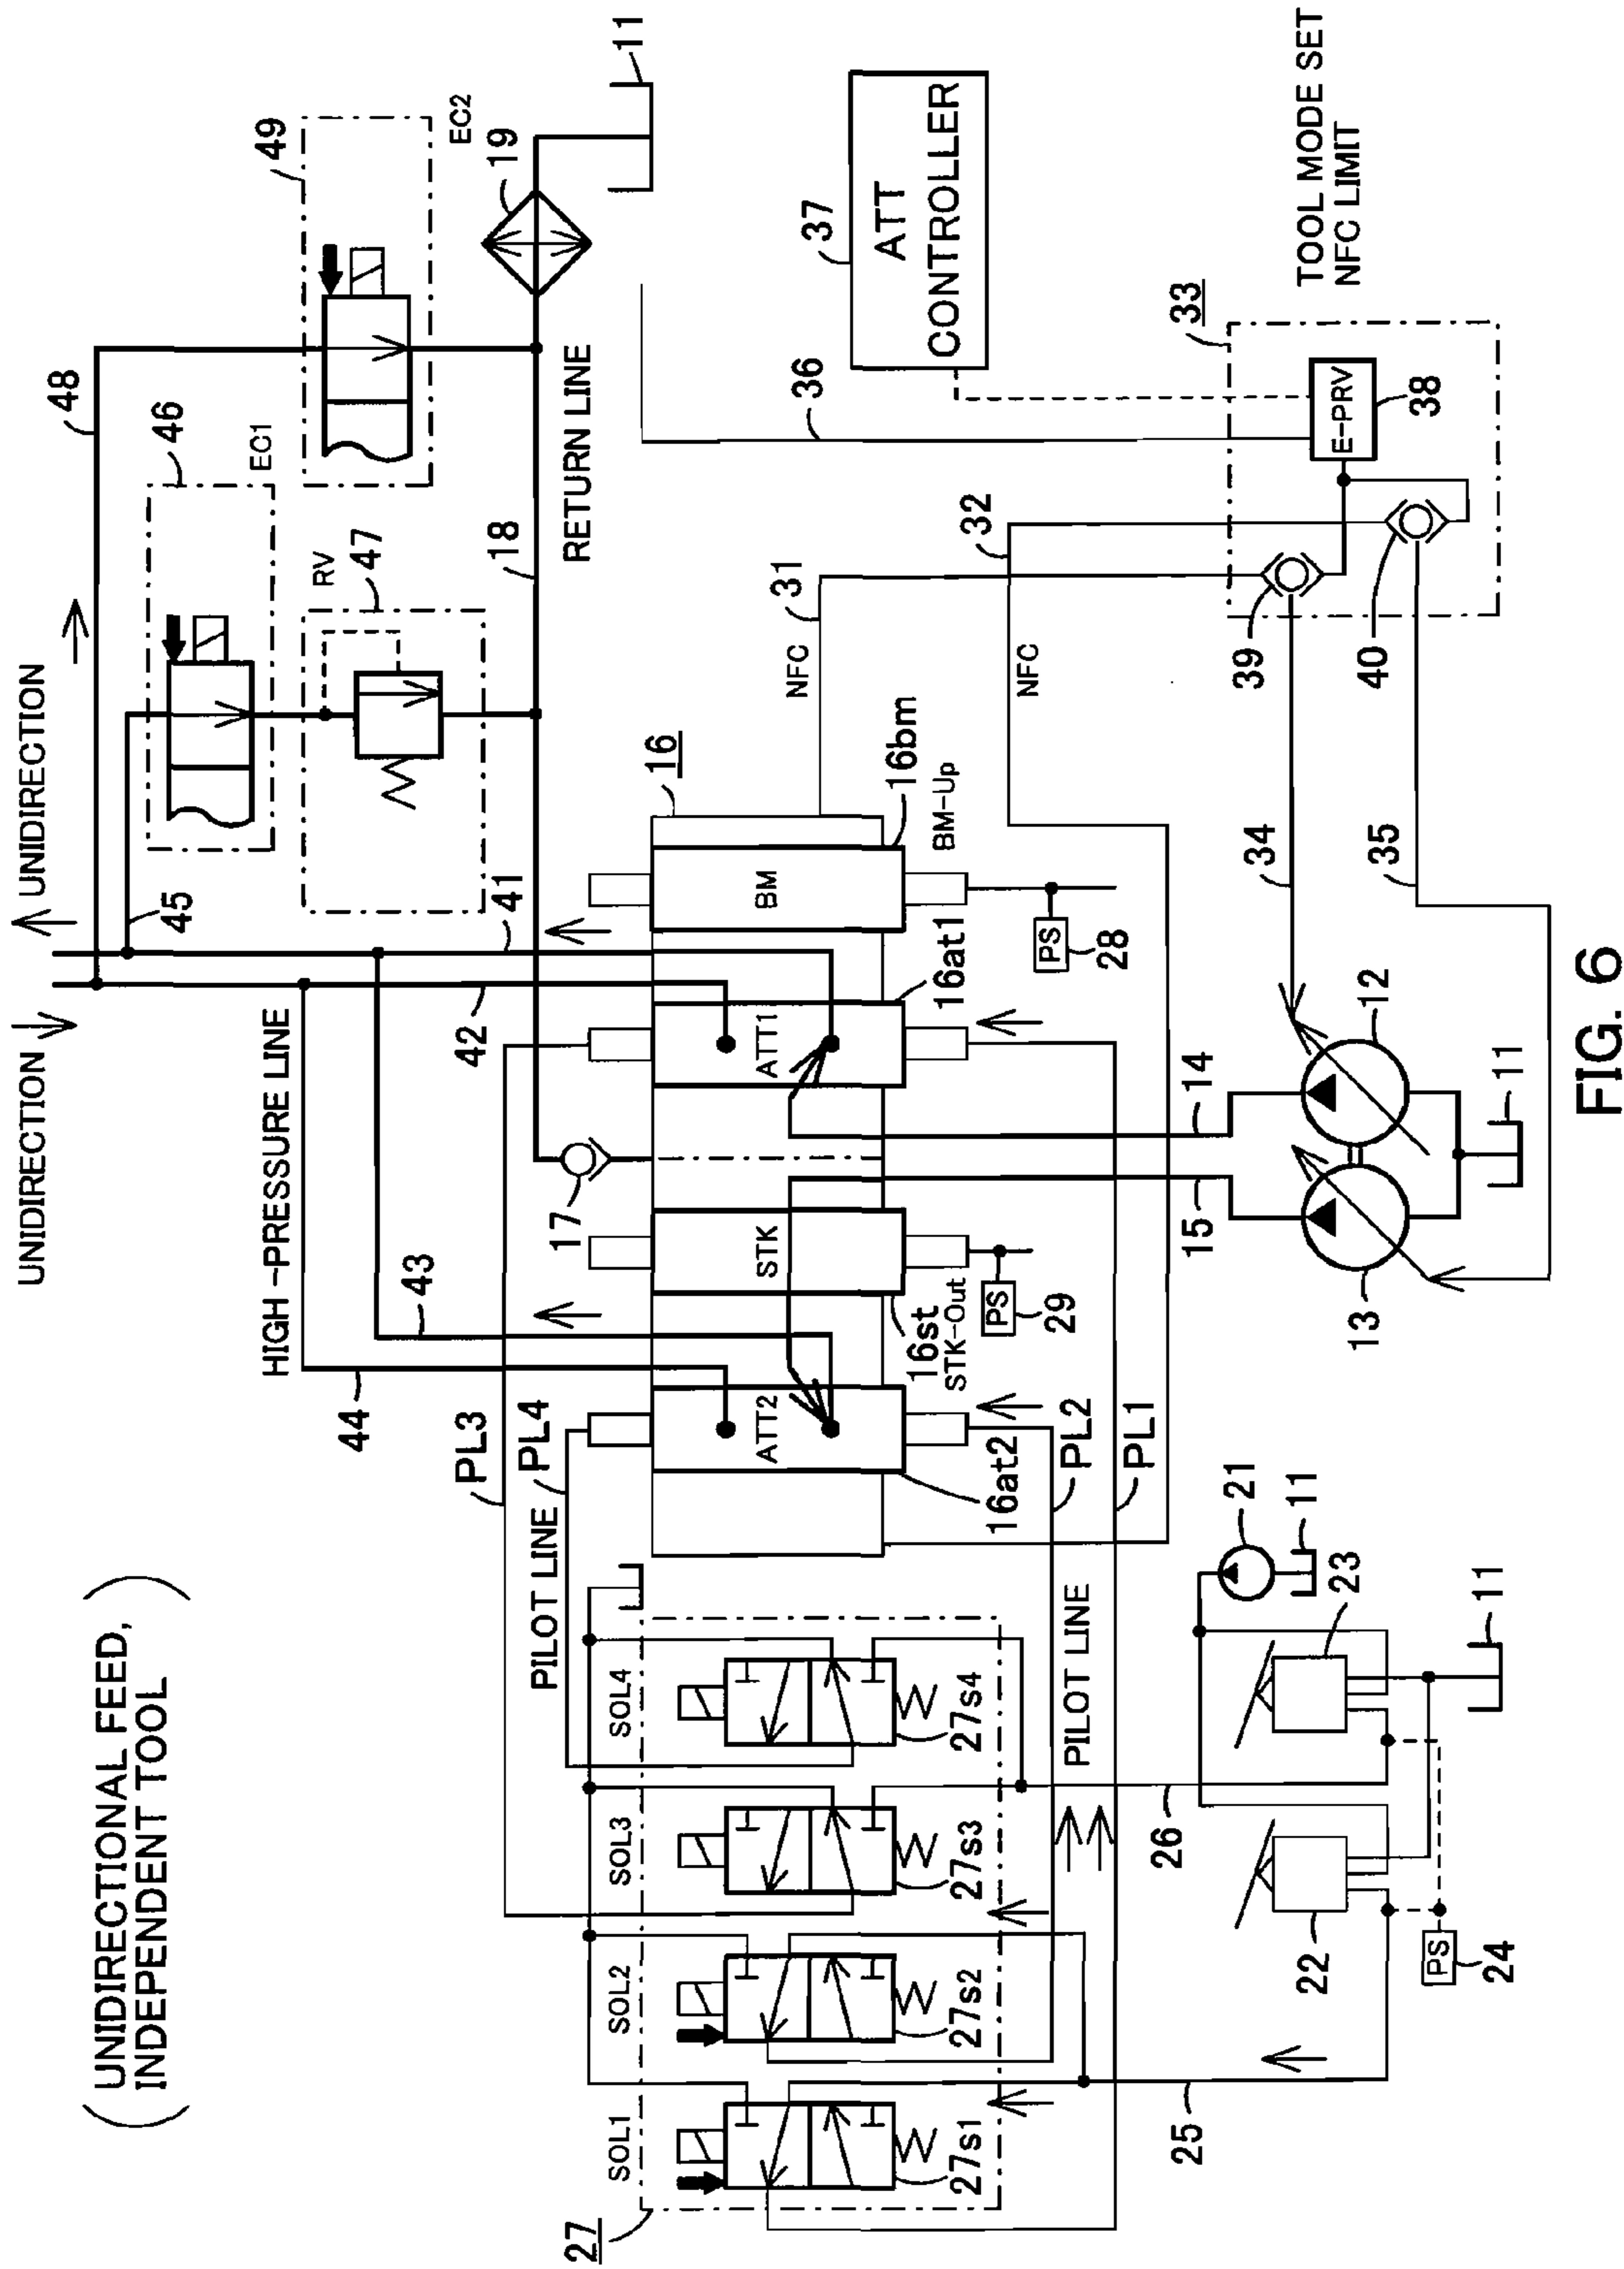 (UNIDIRECTIONAL FEED,
INDEPENDENT TOOL)
UNIDIRECTION
UNIDIRECTION
HIGH -PRESSURE LINE
48
49
EC2
19
11
46
EC1
45
RV
47
18
RETURN LINE
41
42
43
44
PL3
PL4
PILOT LINE
17
16
16bm
BM-Up
BM
PS
28
16at1
ATT1
STK
16st
STK-Out
PS
29
ATT2
16at2
NFC
31
NFC
32
36
37
ATT
CONTROLLER
33
TOOL MODE SET
NFC LIMIT
E-PRV
38
39
40
34
35
14
15
12
13
11
PL2
PL1
PILOT LINE
27
SOL1
SOL2
SOL3
SOL4
27s1
27s2
27s3
27s4
25
26
21
11
23
11
22
PS
24
FIG. 6